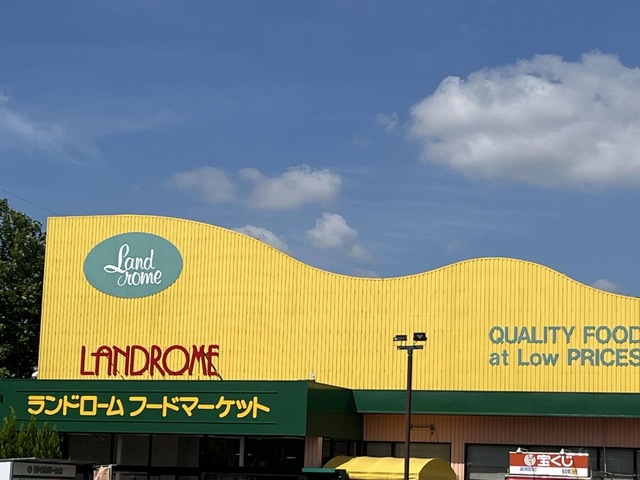 Land
rome
LANDROME
QUALITY FOOD
at Low PRICES
ランドローム フードマーケット
宝くじ